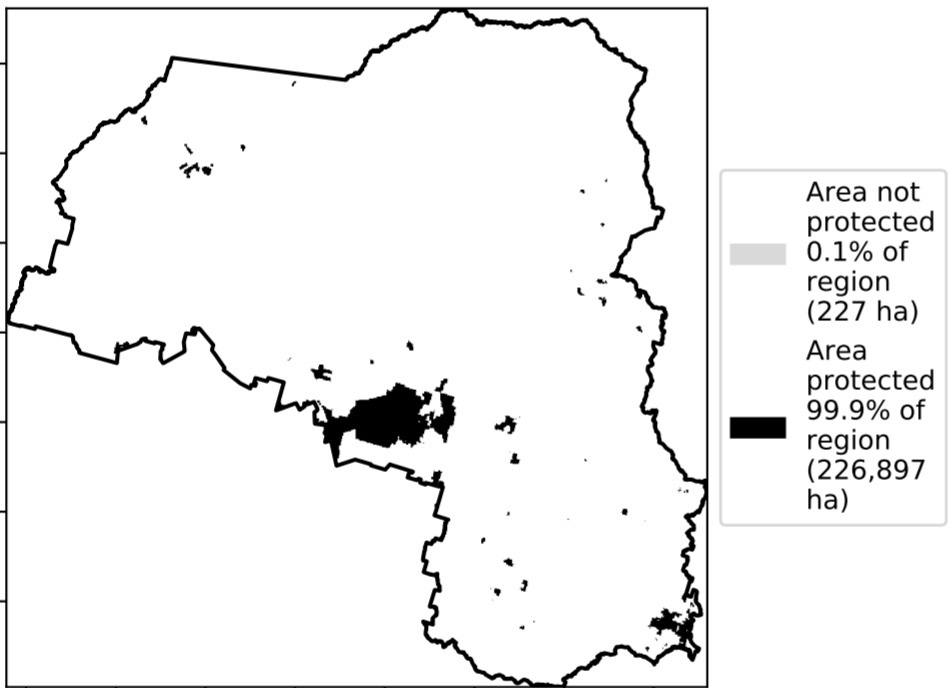 Area not
protected
0.1% of
region
(227 ha)
Area
protected
99.9% of
region
(226,897
ha)